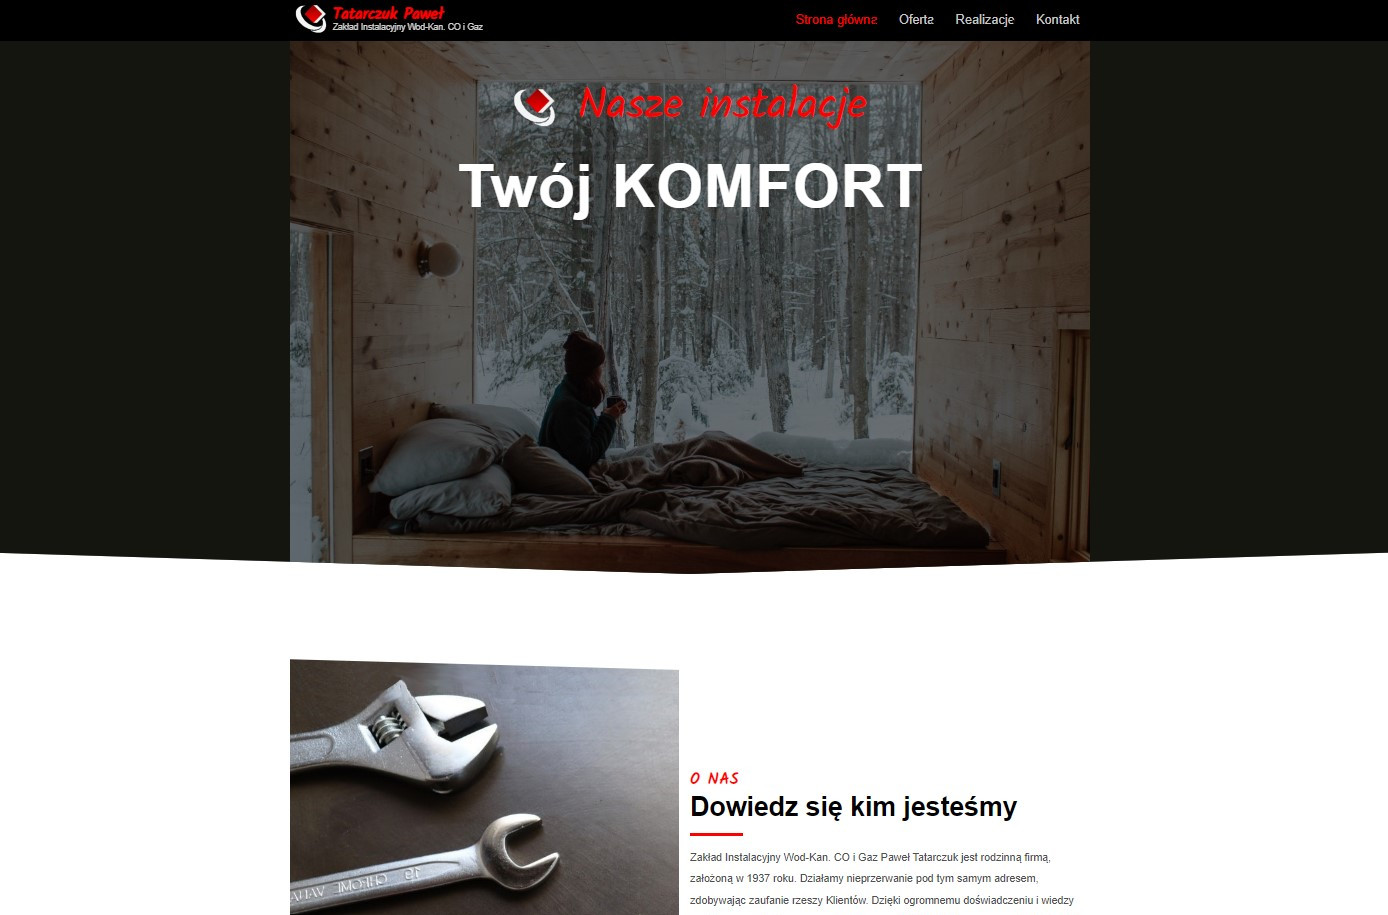 Tatarczuk Paweł
Zakład Instalacyjny Wod-Kan. CO i Gaz
Strona główna
Oferta
Realizacje
Kontakt
Nasze instalacje
Twój KOMFORT
O NAS
Dowiedz się kim jesteśmy
Zakład Instalacyjny Wod-Kan. CO i Gaz Paweł Tatarczuk jest rodzinną firmą,
założoną w 1937 roku. Działamy nieprzerwanie pod tym samym adresem,
zdobywając zaufanie rzeszy Klientów. Dzięki ogromnemu doświadczeniu i wiedzy
13 CHROME